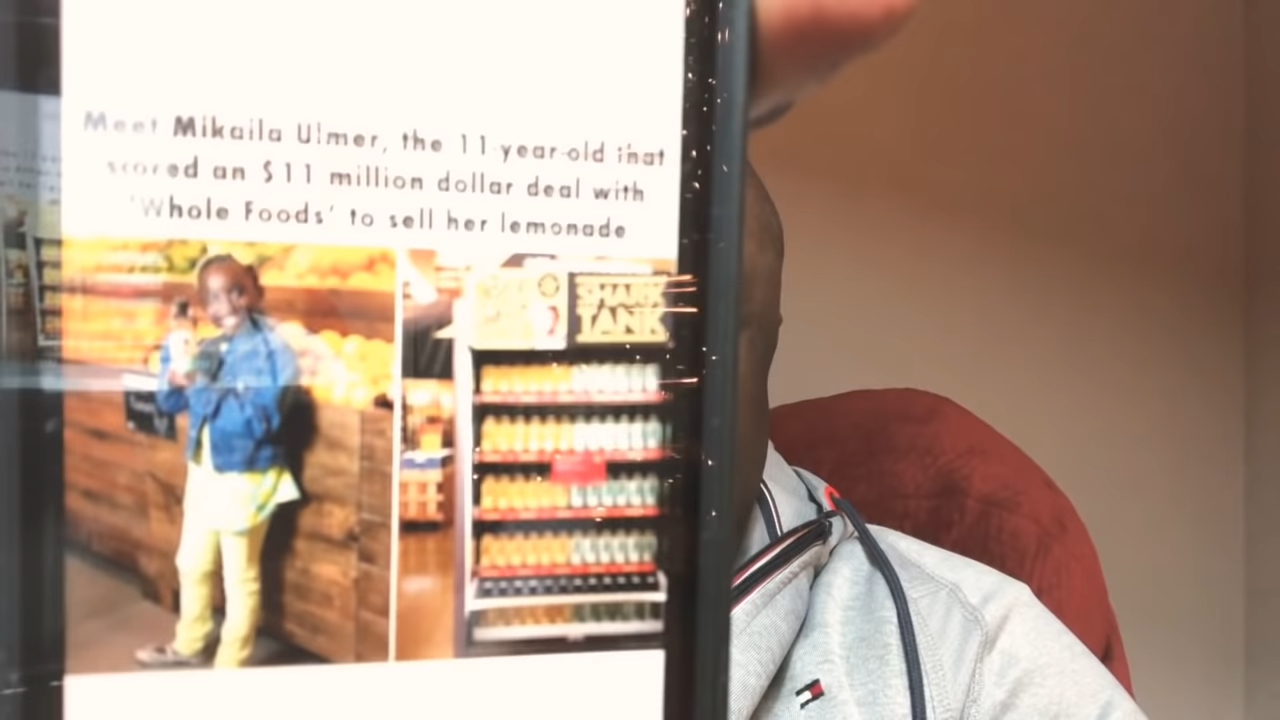 Meet Mikaila Ulmer, the 11-year-old that
scored an $11 million dollar deal with
'Whole Foods' to sell her lemonade
SHARK
TANK